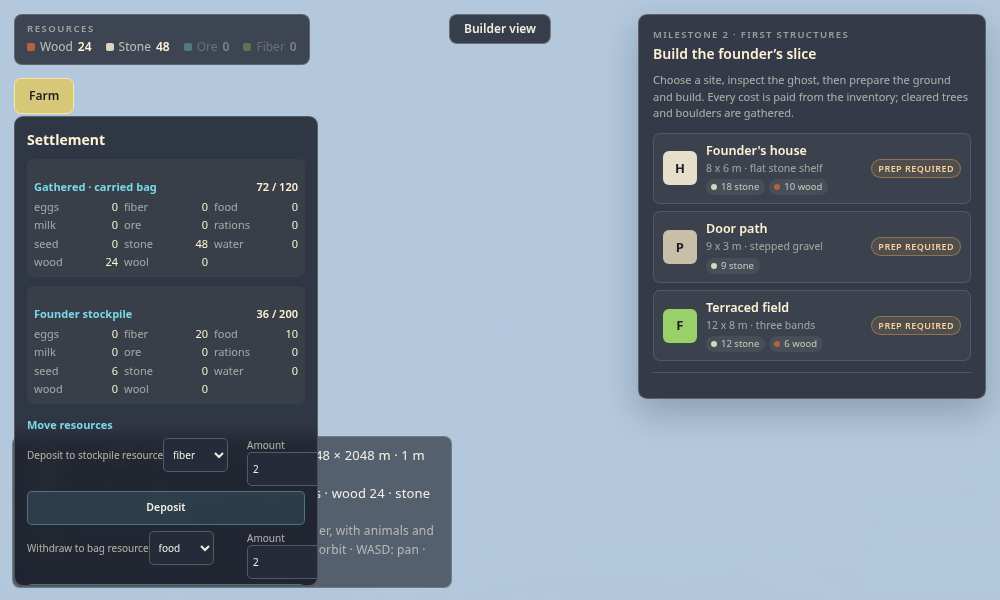 RESOURCES
Wood 24 Stone 48 Ore 0 Fiber 0
Builder view
Farm
Settlement
Gathered · carried bag 72 / 120
eggs 0 fiber 0 food 0
milk 0 ore 0 rations 0
seed 0 stone 48 water 0
wood 24 wool 0
Founder stockpile 36 / 200
eggs 0 fiber 20 food 10
milk 0 ore 0 rations 0
seed 6 stone 0 water 0
wood 0 wool 0
Move resources
Deposit to stockpile resource fiber Amount 2
Deposit
Withdraw to bag resource food Amount 2
48 × 2048 m · 1 m
· wood 24 · stone
er, with animals and
orbit · WASD: pan ·
MILESTONE 2 · FIRST STRUCTURES
Build the founder’s slice
Choose a site, inspect the ghost, then prepare the ground
and build. Every cost is paid from the inventory; cleared trees
and boulders are gathered.
H Founder's house
8 x 6 m · flat stone shelf
18 stone 10 wood
PREP REQUIRED
P Door path
9 x 3 m · stepped gravel
9 stone
PREP REQUIRED
F Terraced field
12 x 8 m · three bands
12 stone 6 wood
PREP REQUIRED